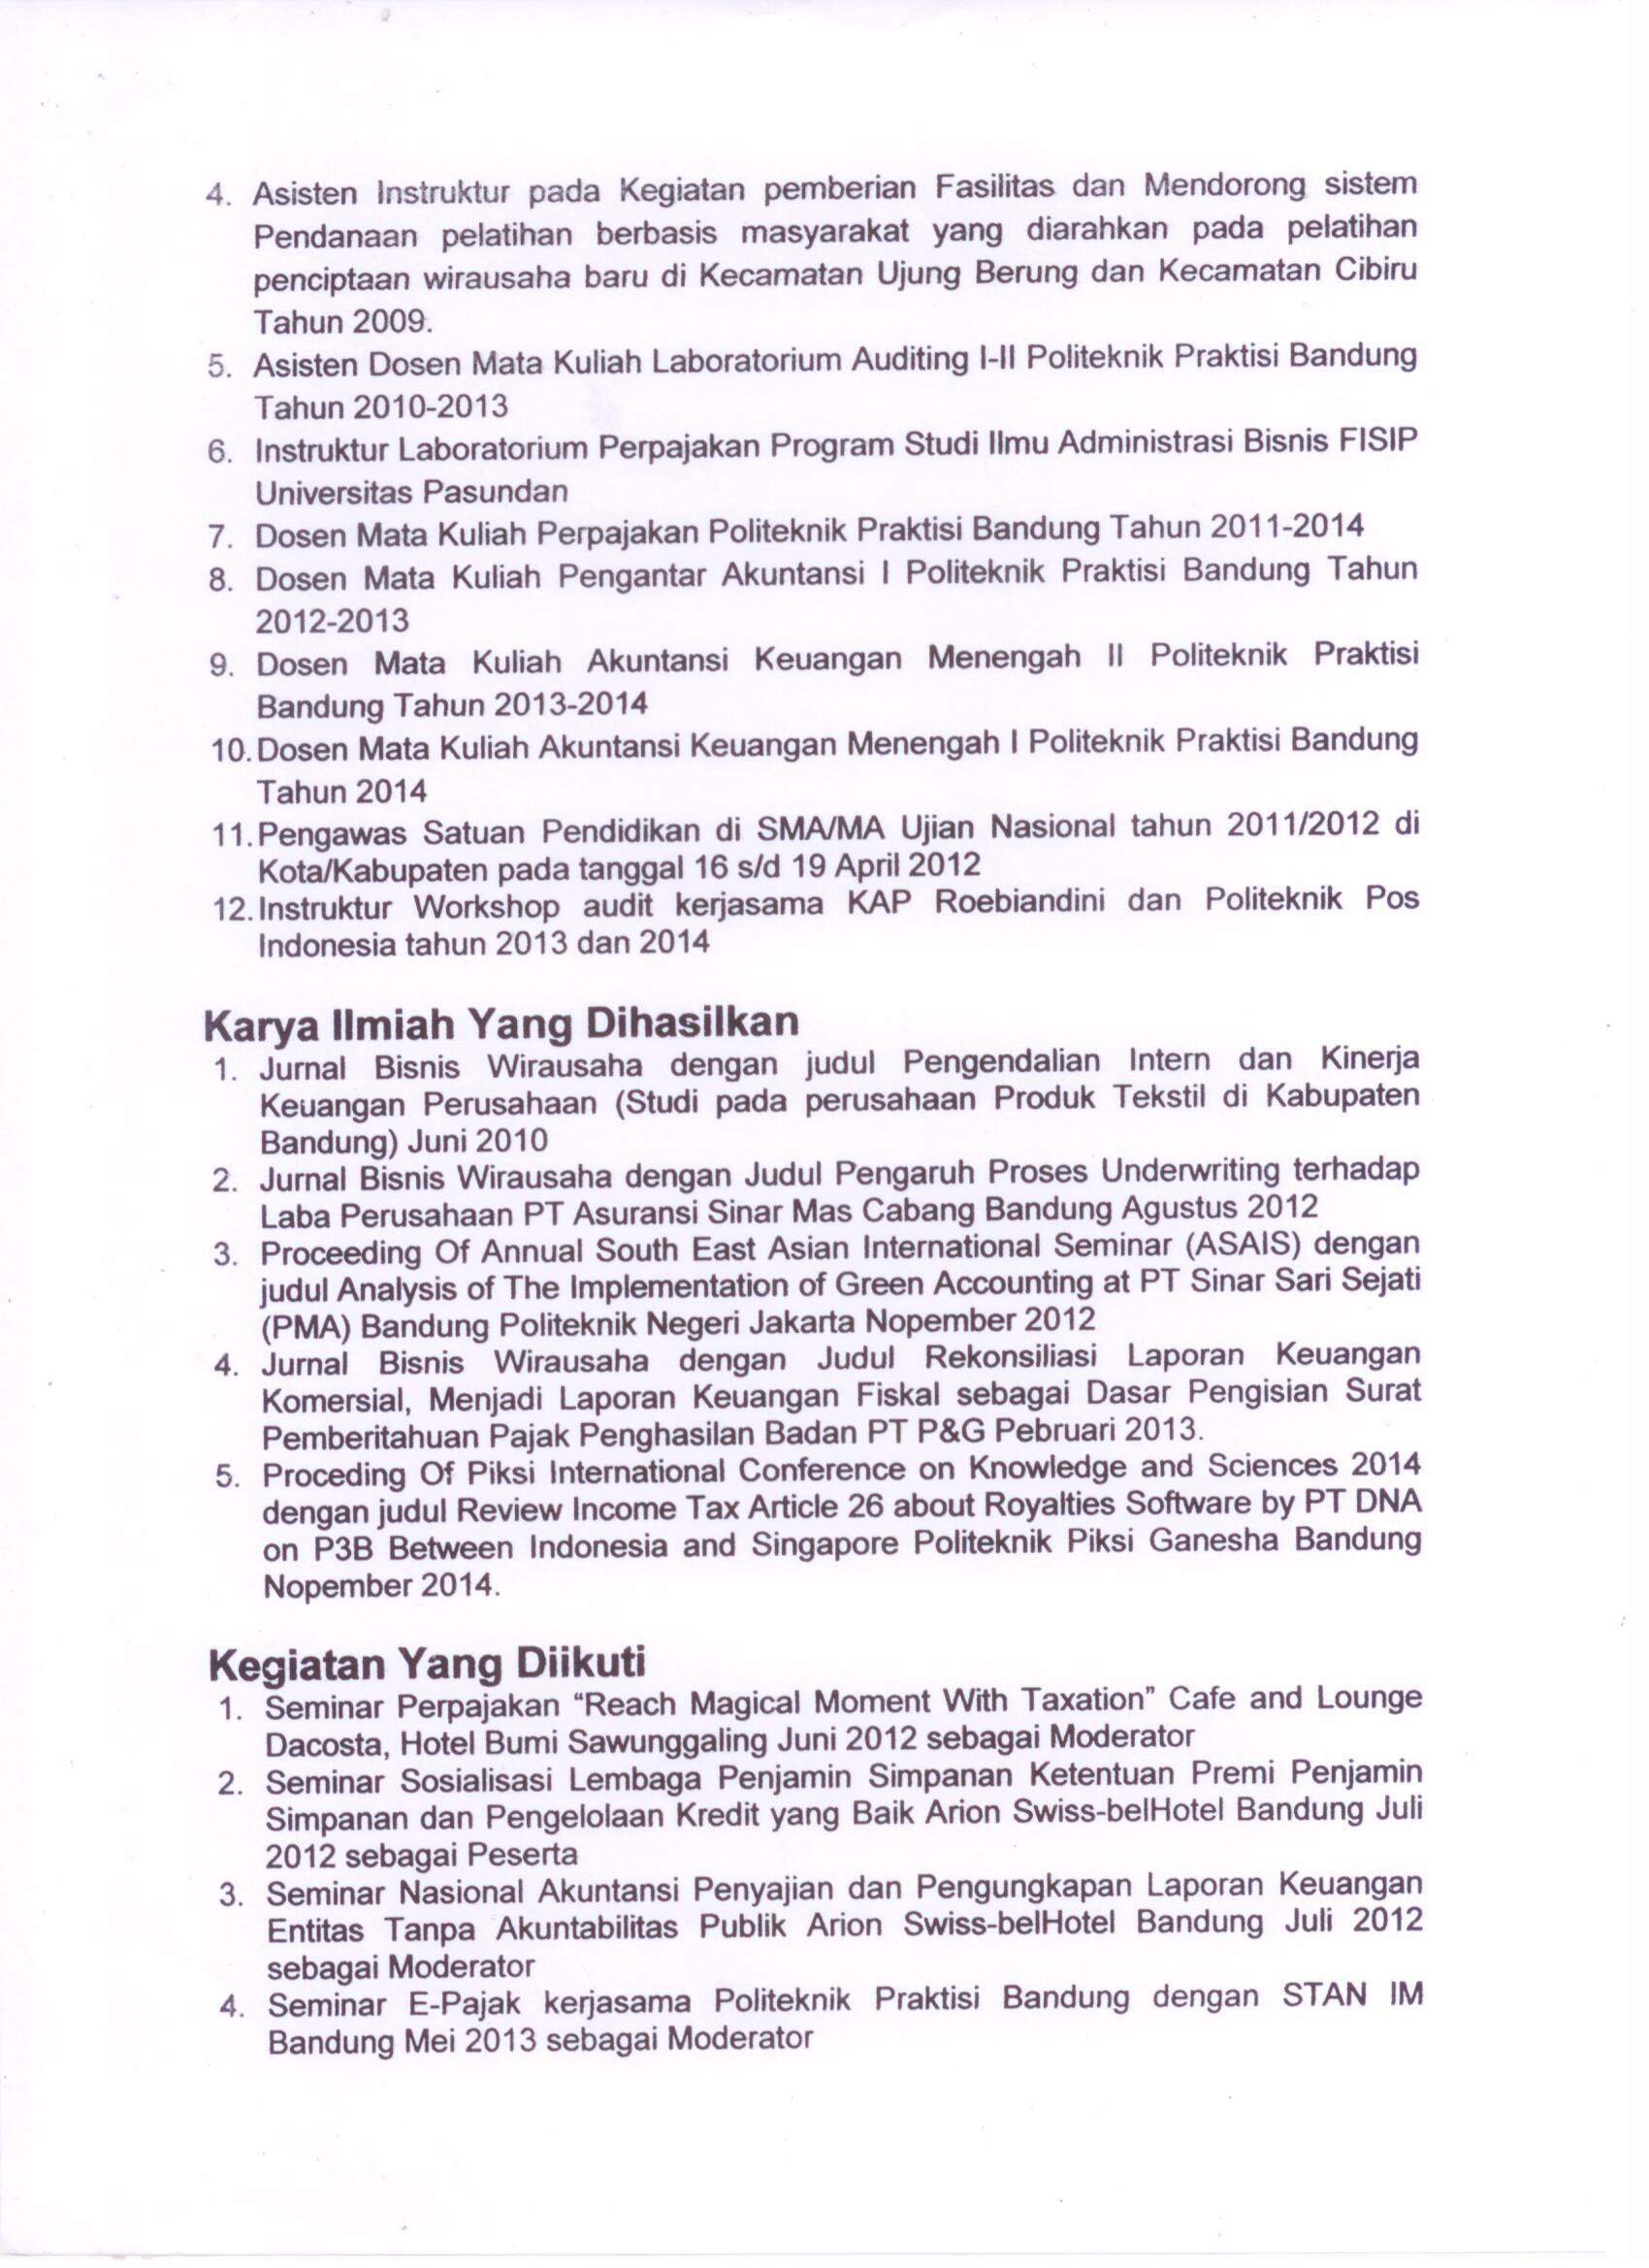 4. Asisten Instruktur pada Kegiatan pemberian Fasilitas dan Mendorong sistem
Pendanaan pelatihan berbasis masyarakat yang diarahkan pada pelatihan
penciptaan wirausaha baru di Kecamatan Ujung Berung dan Kecamatan Cibiru
Tahun 2009.
5. Asisten Dosen Mata Kuliah Laboratorium Auditing I-II Politeknik Praktisi Bandung
Tahun 2010-2013
6. Instruktur Laboratorium Perpajakan Program Studi Ilmu Administrasi Bisnis FISIP
Universitas Pasundan
7. Dosen Mata Kuliah Perpajakan Politeknik Praktisi Bandung Tahun 2011-2014
8. Dosen Mata Kuliah Pengantar Akuntansi I Politeknik Praktisi Bandung Tahun
2012-2013
9. Dosen Mata Kuliah Akuntansi Keuangan Menengah II Politeknik Praktisi
Bandung Tahun 2013-2014
10. Dosen Mata Kuliah Akuntansi Keuangan Menengah I Politeknik Praktisi Bandung
Tahun 2014
11. Pengawas Satuan Pendidikan di SMA/MA Ujian Nasional tahun 2011/2012 di
Kota/Kabupaten pada tanggal 16 s/d 19 April 2012
12. Instruktur Workshop audit kerjasama KAP Roebiandini dan Politeknik Pos
Indonesia tahun 2013 dan 2014
Karya Ilmiah Yang Dihasilkan
1. Jurnal Bisnis Wirausaha dengan judul Pengendalian Intern dan Kinerja
Keuangan Perusahaan (Studi pada perusahaan Produk Tekstil di Kabupaten
Bandung) Juni 2010
2. Jurnal Bisnis Wirausaha dengan Judul Pengaruh Proses Underwriting terhadap
Laba Perusahaan PT Asuransi Sinar Mas Cabang Bandung Agustus 2012
3. Proceeding Of Annual South East Asian International Seminar (ASAIS) dengan
judul Analysis of The Implementation of Green Accounting at PT Sinar Sari Sejati
(PMA) Bandung Politeknik Negeri Jakarta Nopember 2012
4. Jurnal Bisnis Wirausaha dengan Judul Rekonsiliasi Laporan Keuangan
Komersial, Menjadi Laporan Keuangan Fiskal sebagai Dasar Pengisian Surat
Pemberitahuan Pajak Penghasilan Badan PT P&G Pebruari 2013.
5. Proceding Of Piksi International Conference on Knowledge and Sciences 2014
dengan judul Review Income Tax Article 26 about Royalties Software by PT DNA
on P3B Between Indonesia and Singapore Politeknik Piksi Ganesha Bandung
Nopember 2014.
Kegiatan Yang Diikuti
1. Seminar Perpajakan “Reach Magical Moment With Taxation” Cafe and Lounge
Dacosta, Hotel Bumi Sawunggaling Juni 2012 sebagai Moderator
2. Seminar Sosialisasi Lembaga Penjamin Simpanan Ketentuan Premi Penjamin
Simpanan dan Pengelolaan Kredit yang Baik Arion Swiss-belHotel Bandung Juli
2012 sebagai Peserta
3. Seminar Nasional Akuntansi Penyajian dan Pengungkapan Laporan Keuangan
Entitas Tanpa Akuntabilitas Publik Arion Swiss-belHotel Bandung Juli 2012
sebagai Moderator
4. Seminar E-Pajak kerjasama Politeknik Praktisi Bandung dengan STAN IM
Bandung Mei 2013 sebagai Moderator